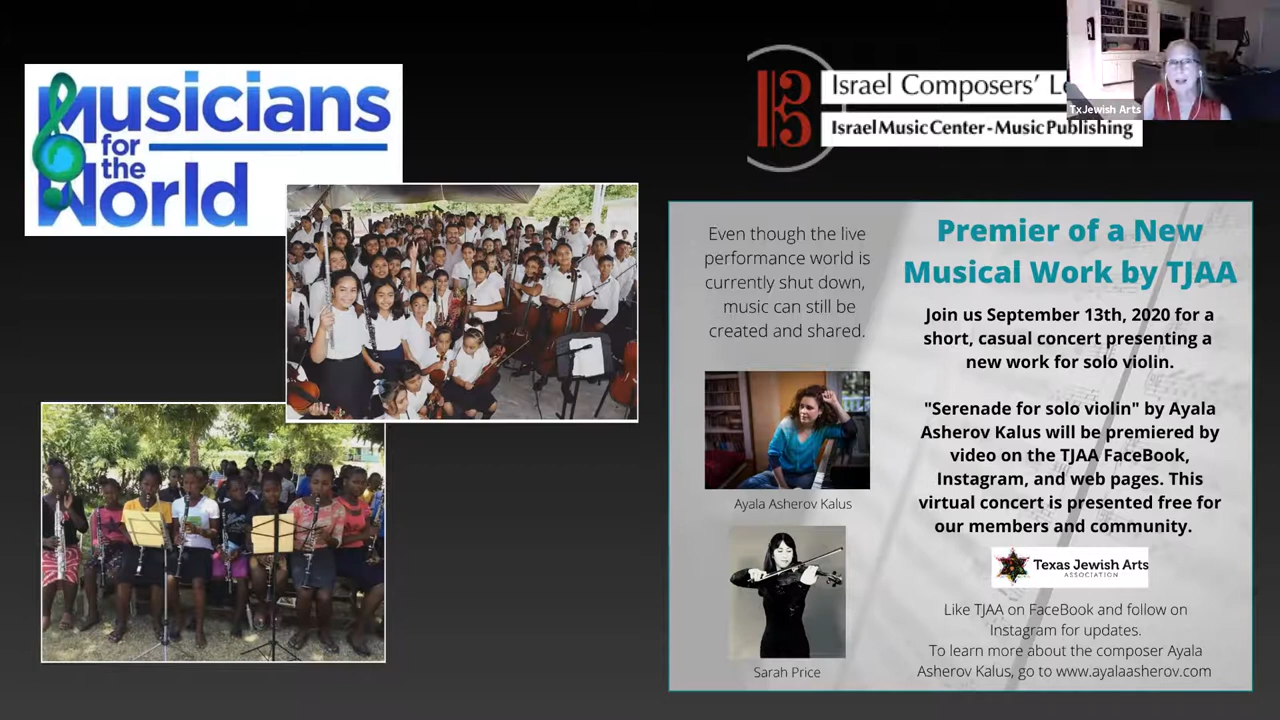 Musicians
for
the
World
Israel Composers'
Israel Music Center - Music Publishing
TxJewish Arts
Even though the live
performance world is
currently shut down,
music can still be
created and shared.
Ayala Asherov Kalus
Sarah Price
Premier of a New
Musical Work by TJAA
Join us September 13th, 2020 for a
short, casual concert presenting a
new work for solo violin.
"Serenade for solo violin" by Ayala
Asherov Kalus will be premiered by
video on the TJAA FaceBook,
Instagram, and web pages. This
virtual concert is presented free for
our members and community.
Texas Jewish Arts
ASSOCIATION
Like TJAA on FaceBook and follow on
Instagram for updates.
To learn more about the composer Ayala
Asherov Kalus, go to www.ayalaasherov.com